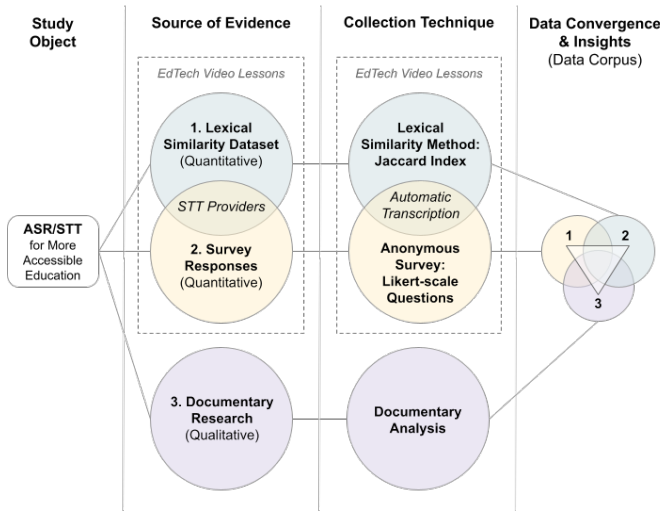 Study
Object
Source of Evidence
Collection Technique
Data Convergence
& Insights
(Data Corpus)
EdTech Video Lessons
EdTech Video Lessons
1. Lexical
Similarity Dataset
(Quantitative)
Lexical
Similarity Method:
Jaccard Index
STT Providers
Automatic
Transcription
ASR/STT
for More
Accessible
Education
2. Survey
Responses
(Quantitative)
Anonymous
Survey:
Likert-scale
Questions
1
2
3
3. Documentary
Research
(Qualitative)
Documentary
Analysis